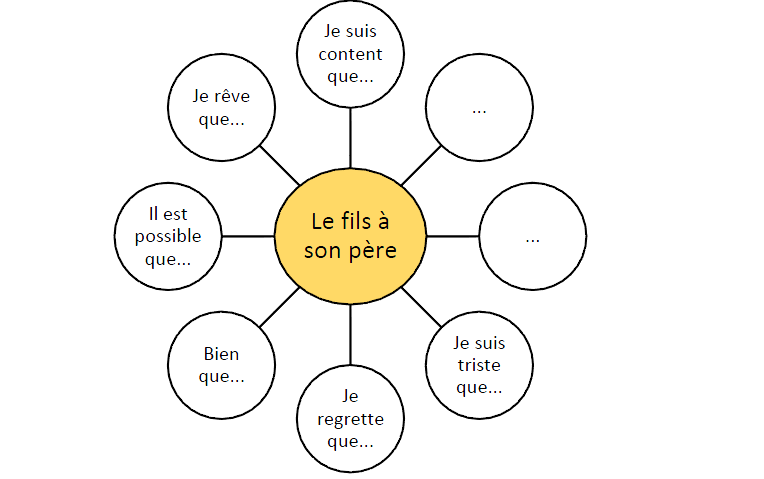 Je suis
content
que...
...
...
Je suis
triste
que...
Je
regrette
que...
Bien
que...
Il est
possible
que...
Je rêve
que...
Le fils à
son père